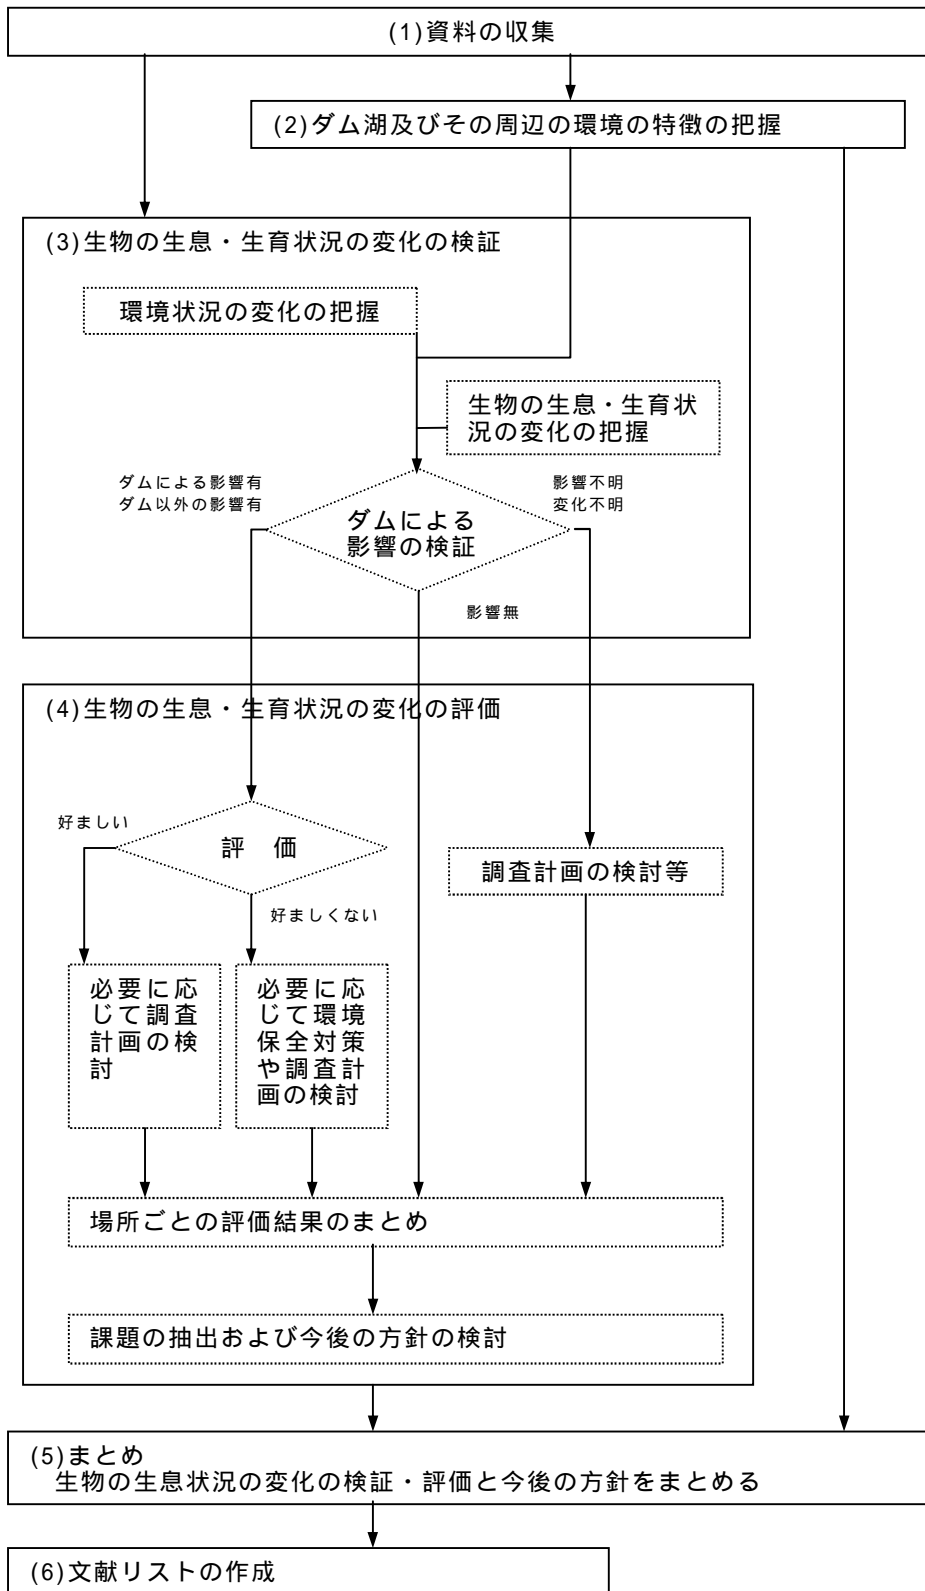 (1)資料の収集
(2)ダム湖及びその周辺の環境の特徴の把握
(3)生物の生息・生育状況の変化の検証
環境状況の変化の把握
生物の生息・生育状
況の変化の把握
ダムによる影響有
ダム以外の影響有
影響不明
変化不明
ダムによる
影響の検証
影響無
(4)生物の生息・生育状況の変化の評価
好ましい
評　価
調査計画の検討等
好ましくない
必要に応
じて調査
計画の検
討
必要に応
じて環境
保全対策
や調査計
画の検討
場所ごとの評価結果のまとめ
課題の抽出および今後の方針の検討
(5)まとめ
生物の生息状況の変化の検証・評価と今後の方針をまとめる
(6)文献リストの作成